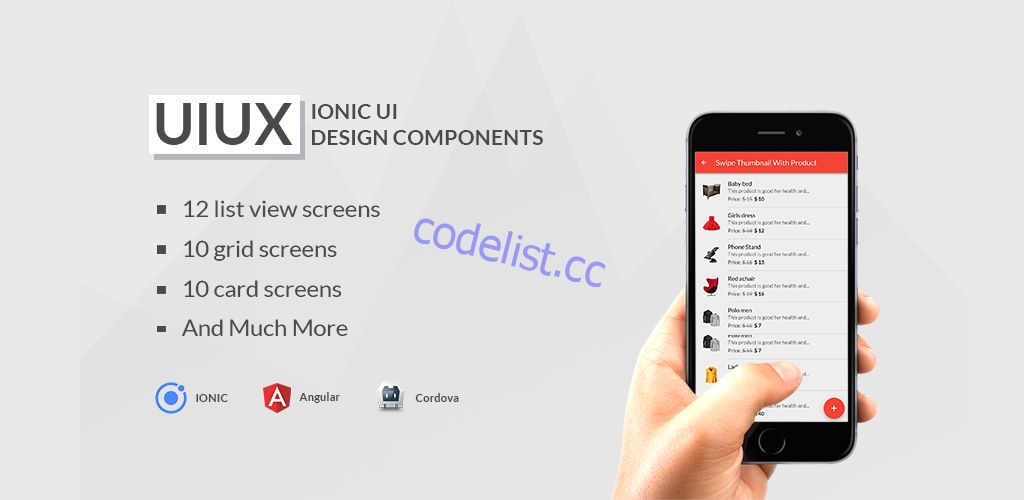 UIUX
IONIC UI
DESIGN COMPONENTS
12 list view screens
10 grid screens
10 card screens
And Much More
IONIC
Angular
Cordova
codelist.cc
Swipe Thumbnail With Product
Baby bed
This product is good for health and...
Price: $ 15 $ 10
Girls dress
This product is good for health and...
Price: $ 18 $ 12
Phone Stand
This product is good for health and...
Price: $ 15 $ 13
Red achair
This product is good for health and...
Price: $ 19 $ 16
Polo men
This product is good for health and...
Price: $ 7
Polo men
This product is good for health and...
Price: $ 7